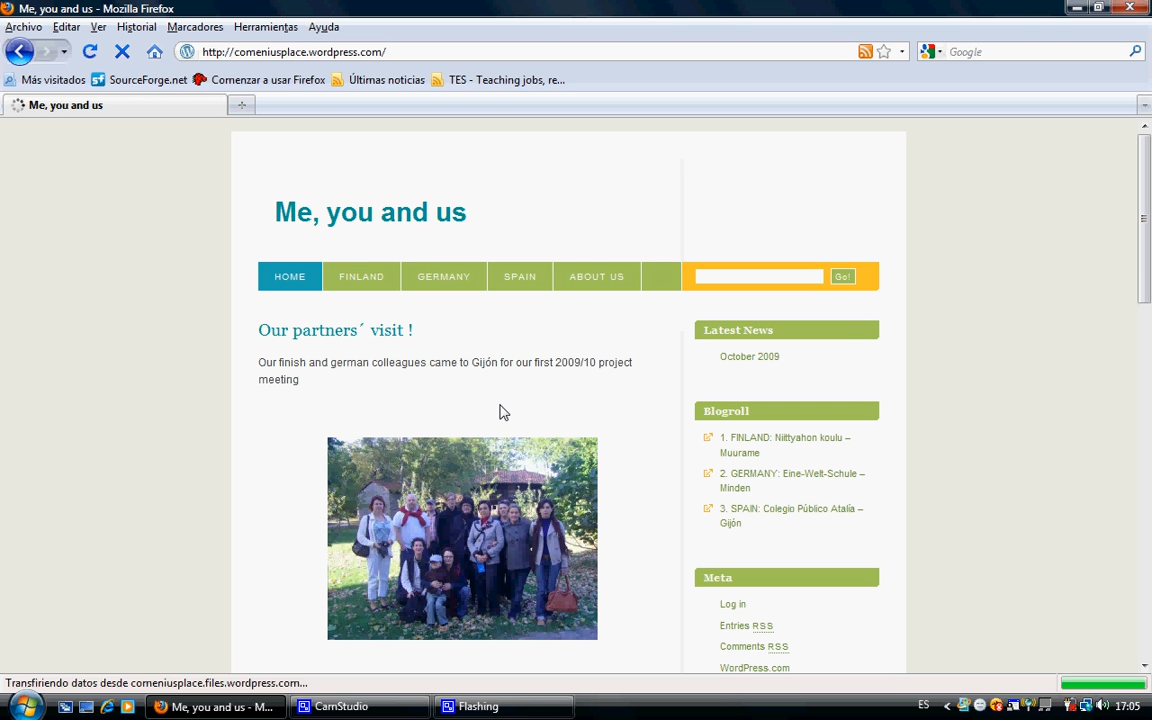 Me, you and us - Mozilla Firefox
Archivo Editar Ver Historial Marcadores Herramientas Ayuda
http://comeniusplace.wordpress.com/
Google
Más visitados SourceForge.net Comenzar a usar Firefox Últimas noticias TES - Teaching jobs, re...
Me, you and us
Me, you and us
HOME FINLAND GERMANY SPAIN ABOUT US Go!
Our partners´ visit !
Our finish and german colleagues came to Gijón for our first 2009/10 project
meeting
Latest News
October 2009
Blogroll
1. FINLAND: Niittyahon koulu –
Muurame
2. GERMANY: Eine-Welt-Schule –
Minden
3. SPAIN: Colegio Público Atalía –
Gijón
Meta
Log in
Entries RSS
Comments RSS
WordPress.com
Transfiriendo datos desde comeniusplace.files.wordpress.com...
Me, you and us - M... CamStudio Flashing ES 17:05